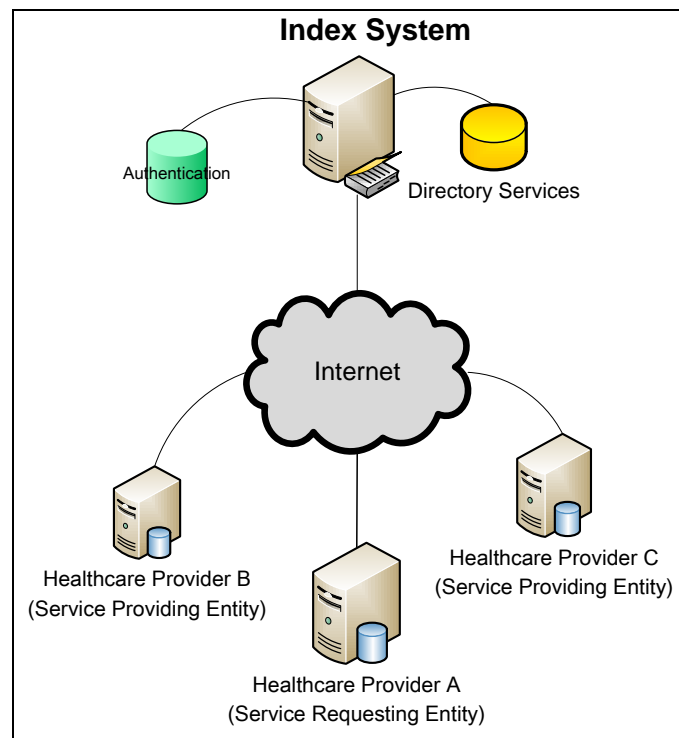 Index System
Authentication
Directory Services
Internet
Healthcare Provider B
(Service Providing Entity)
Healthcare Provider C
(Service Providing Entity)
Healthcare Provider A
(Service Requesting Entity)